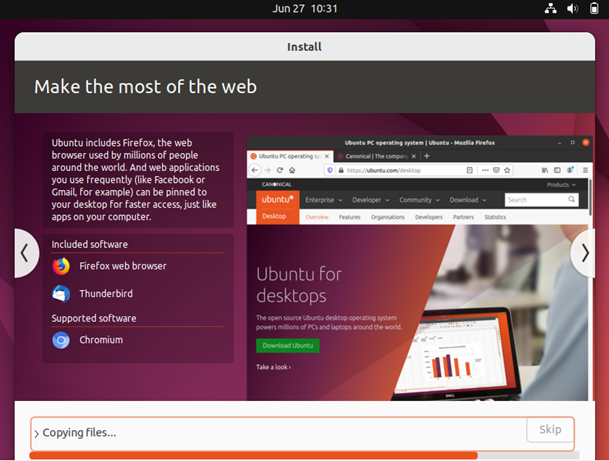 Jun 27 10:31
Install
Make the most of the web
Ubuntu includes Firefox, the web
browser used by millions of people
around the world. And web applications
you use frequently (like Facebook or
Gmail, for example) can be pinned to
your desktop for faster access, just like
apps on your computer.
Included software
Firefox web browser
Thunderbird
Supported software
Chromium
Ubuntu PC operating system | Ubuntu - Mozilla Firefox
Ubuntu PC operating sy
Canonical | The company
https://ubuntu.com/desktop
CANONICAL
Products
ubuntu
Enterprise
Developer
Community
Download
Search
Desktop
Overview
Features
Organisations
Developers
Partners
Statistics
Ubuntu for
desktops
The open source Ubuntu desktop operating system
powers millions of PCs and laptops around the world.
Download Ubuntu
Take a look ›
DELL
Copying files...
Skip